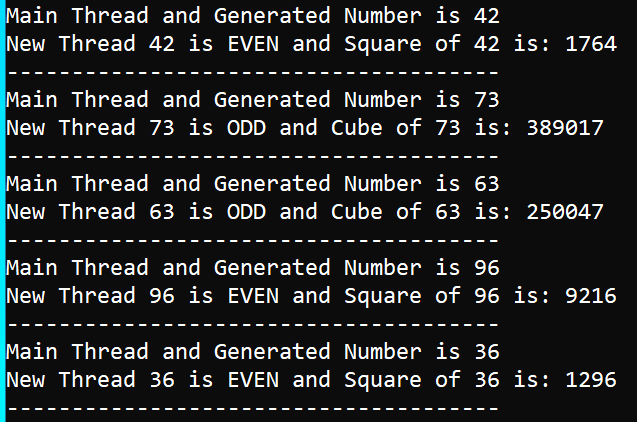 Main Thread and Generated Number is 42
New Thread 42 is EVEN and Square of 42 is: 1764
--------------------------------------
Main Thread and Generated Number is 73
New Thread 73 is ODD and Cube of 73 is: 389017
--------------------------------------
Main Thread and Generated Number is 63
New Thread 63 is ODD and Cube of 63 is: 250047
--------------------------------------
Main Thread and Generated Number is 96
New Thread 96 is EVEN and Square of 96 is: 9216
--------------------------------------
Main Thread and Generated Number is 36
New Thread 36 is EVEN and Square of 36 is: 1296
--------------------------------------